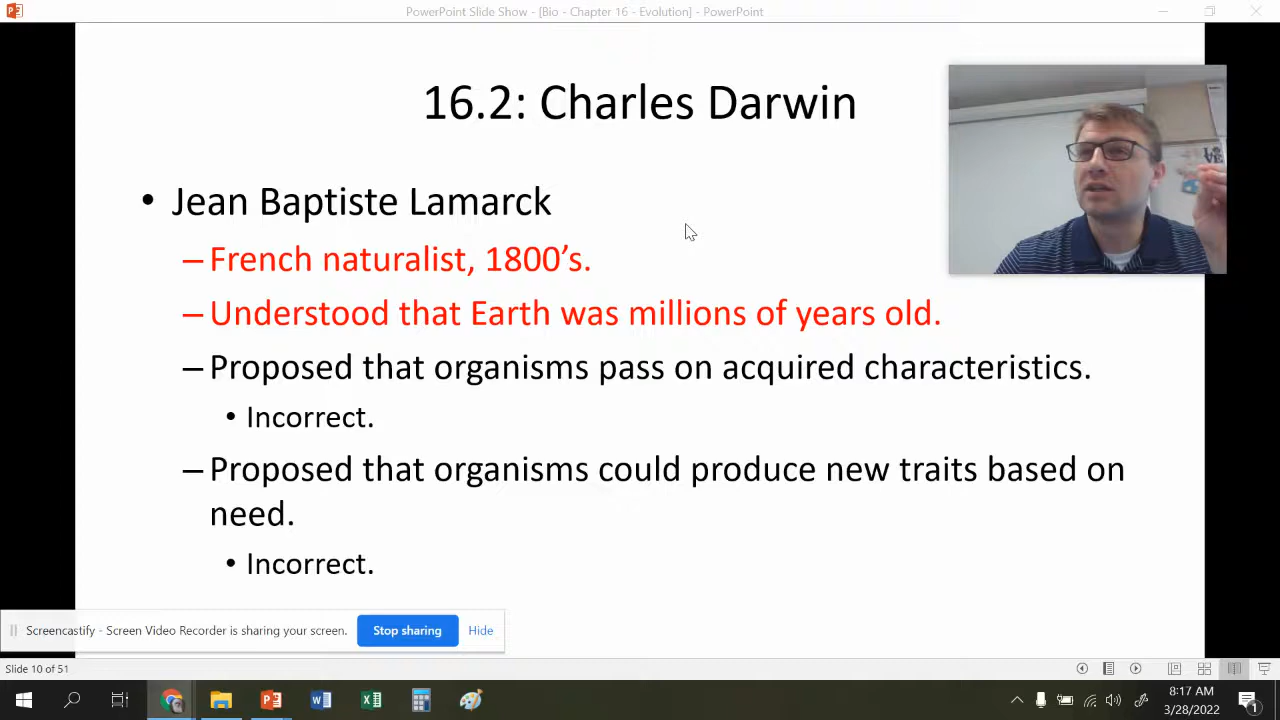 PowerPoint Slide Show - [Bio - Chapter 16 - Evolution] - PowerPoint
16.2: Charles Darwin
• Jean Baptiste Lamarck
– French naturalist, 1800’s.
– Understood that Earth was millions of years old.
– Proposed that organisms pass on acquired characteristics.
• Incorrect.
– Proposed that organisms could produce new traits based on
need.
• Incorrect.
LOVE
Screencastify - Screen Video Recorder is sharing your screen. Stop sharing Hide
Slide 10 of 51
8:17 AM
3/28/2022
1